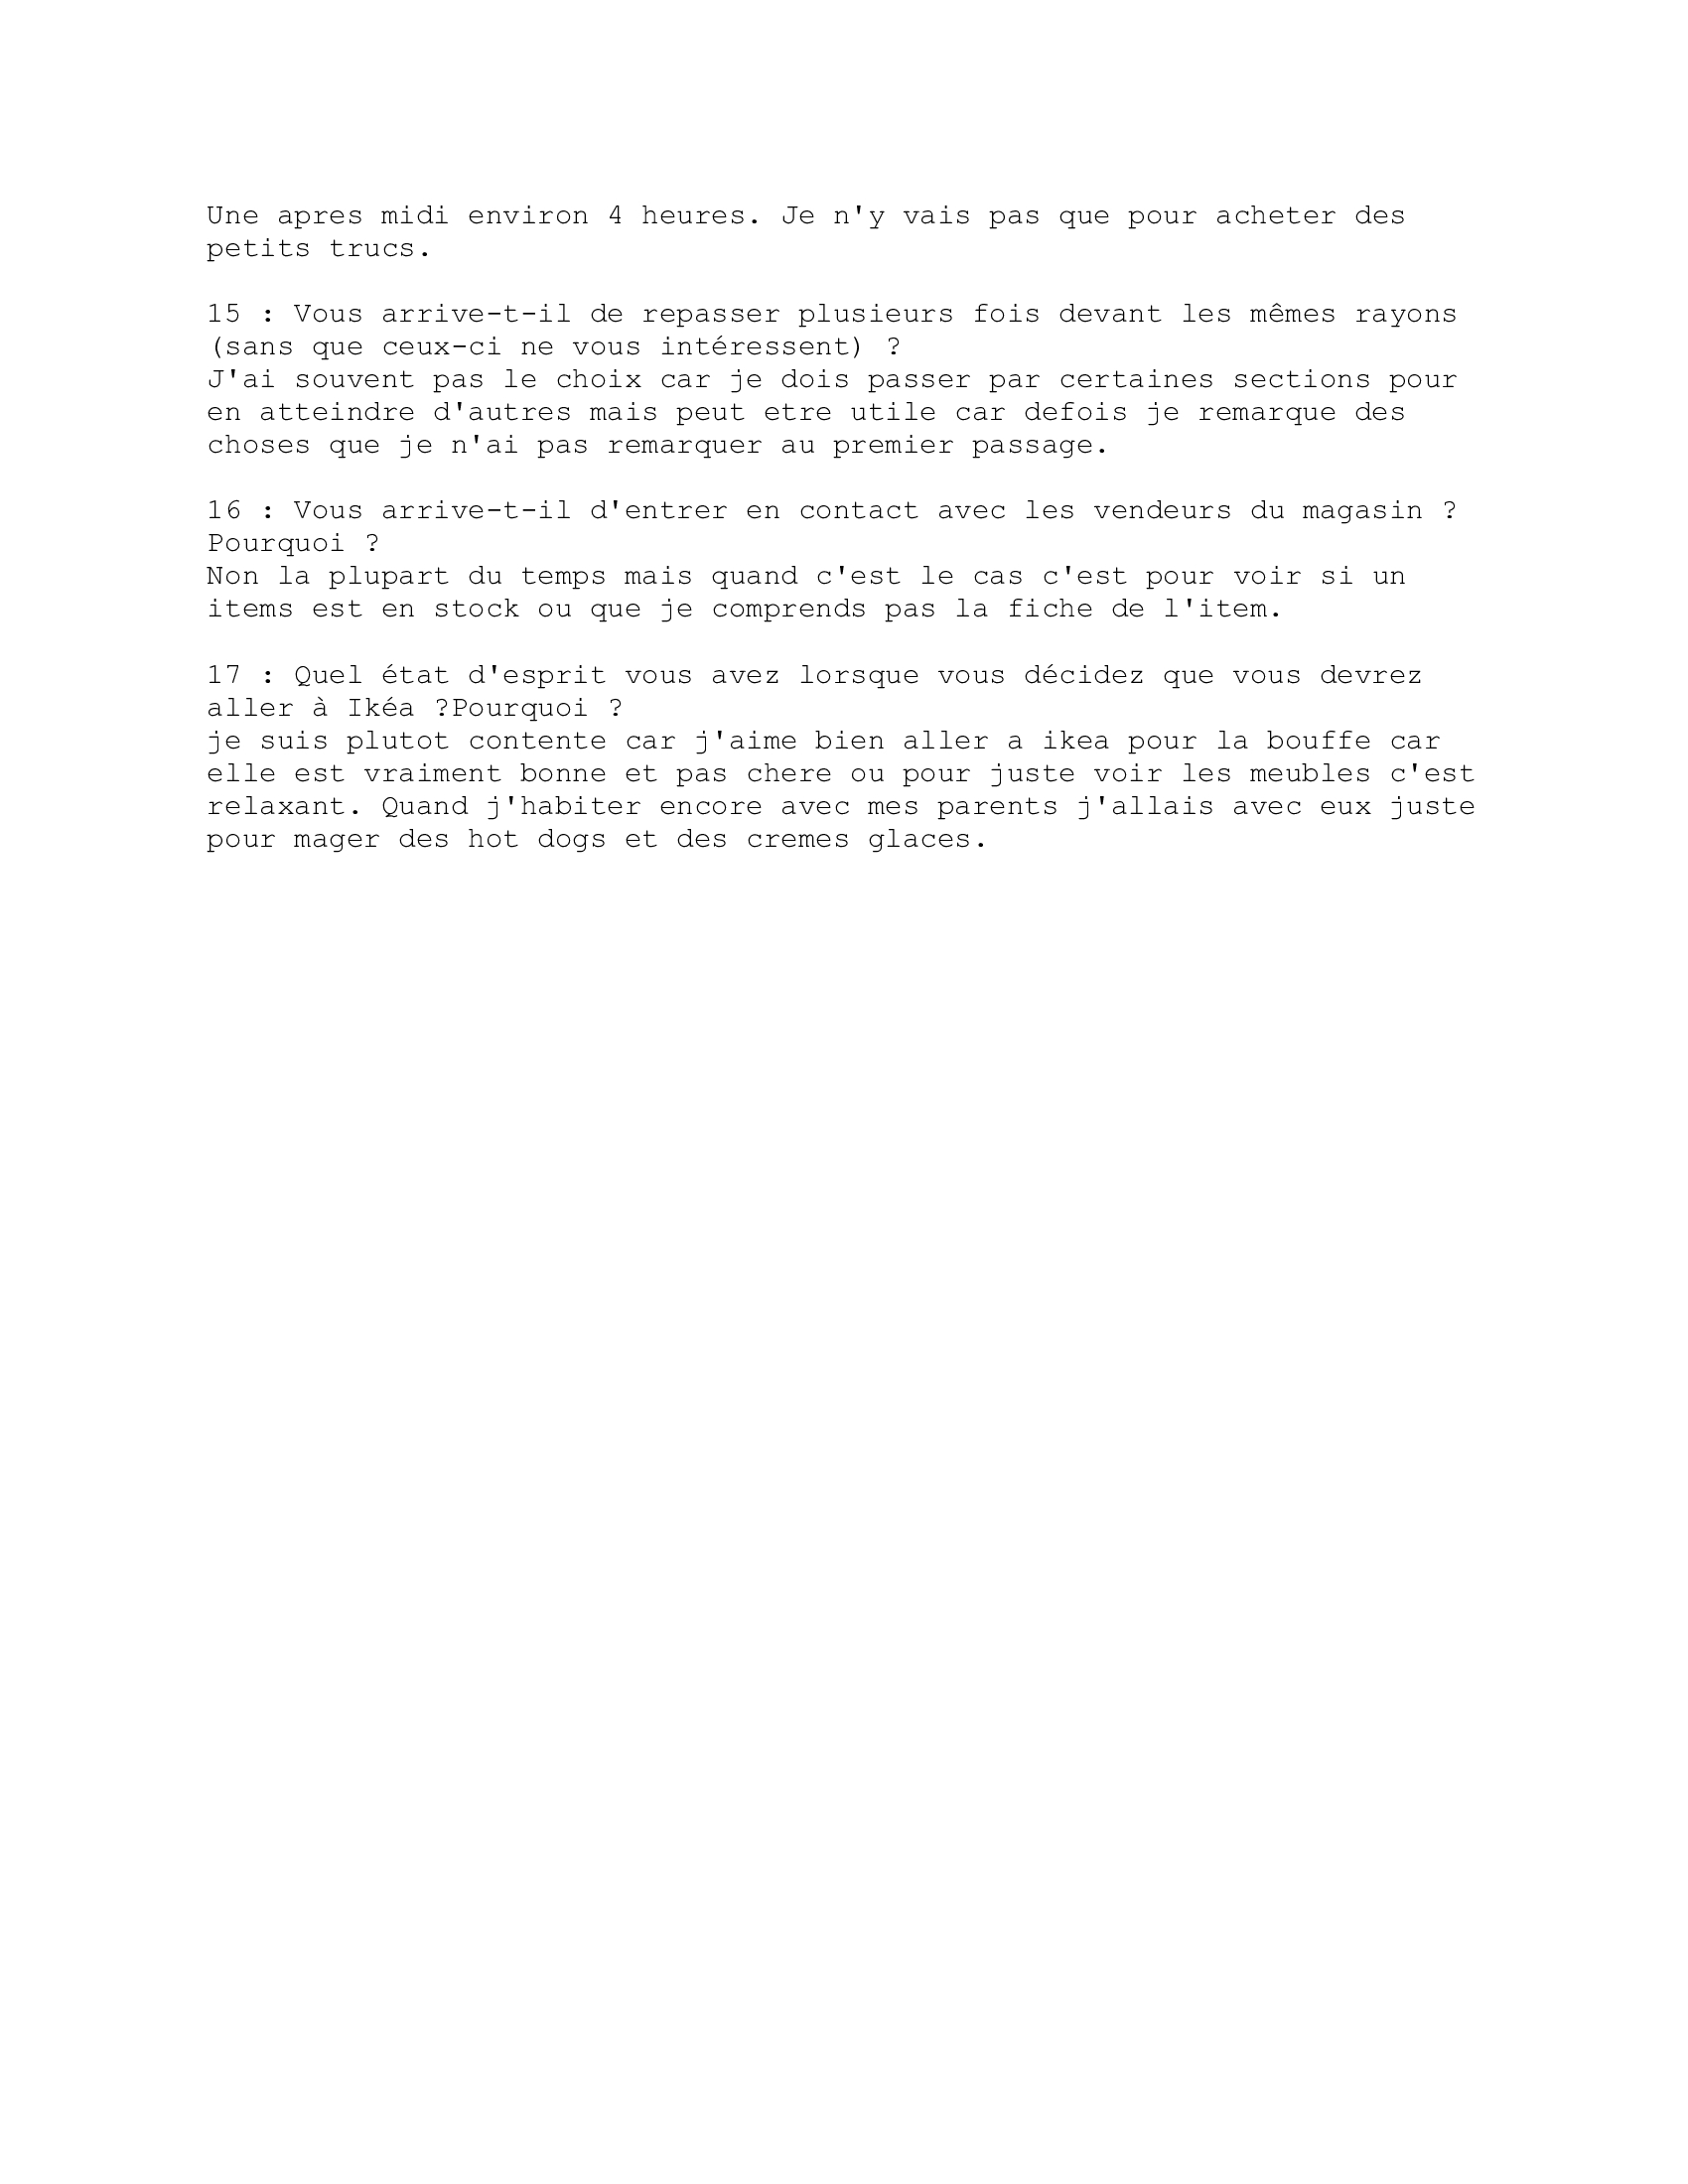 Une apres midi environ 4 heures. Je n'y vais pas que pour acheter des
petits trucs.
15 : Vous arrive-t-il de repasser plusieurs fois devant les mêmes rayons
(sans que ceux-ci ne vous intéressent) ?
J'ai souvent pas le choix car je dois passer par certaines sections pour
en atteindre d'autres mais peut etre utile car defois je remarque des
choses que je n'ai pas remarquer au premier passage.
16 : Vous arrive-t-il d'entrer en contact avec les vendeurs du magasin ?
Pourquoi ?
Non la plupart du temps mais quand c'est le cas c'est pour voir si un
items est en stock ou que je comprends pas la fiche de l'item.
17 : Quel état d'esprit vous avez lorsque vous décidez que vous devrez
aller à Ikéa ?Pourquoi ?
je suis plutot contente car j'aime bien aller a ikea pour la bouffe car
elle est vraiment bonne et pas chere ou pour juste voir les meubles c'est
relaxant. Quand j'habiter encore avec mes parents j'allais avec eux juste
pour mager des hot dogs et des cremes glaces.